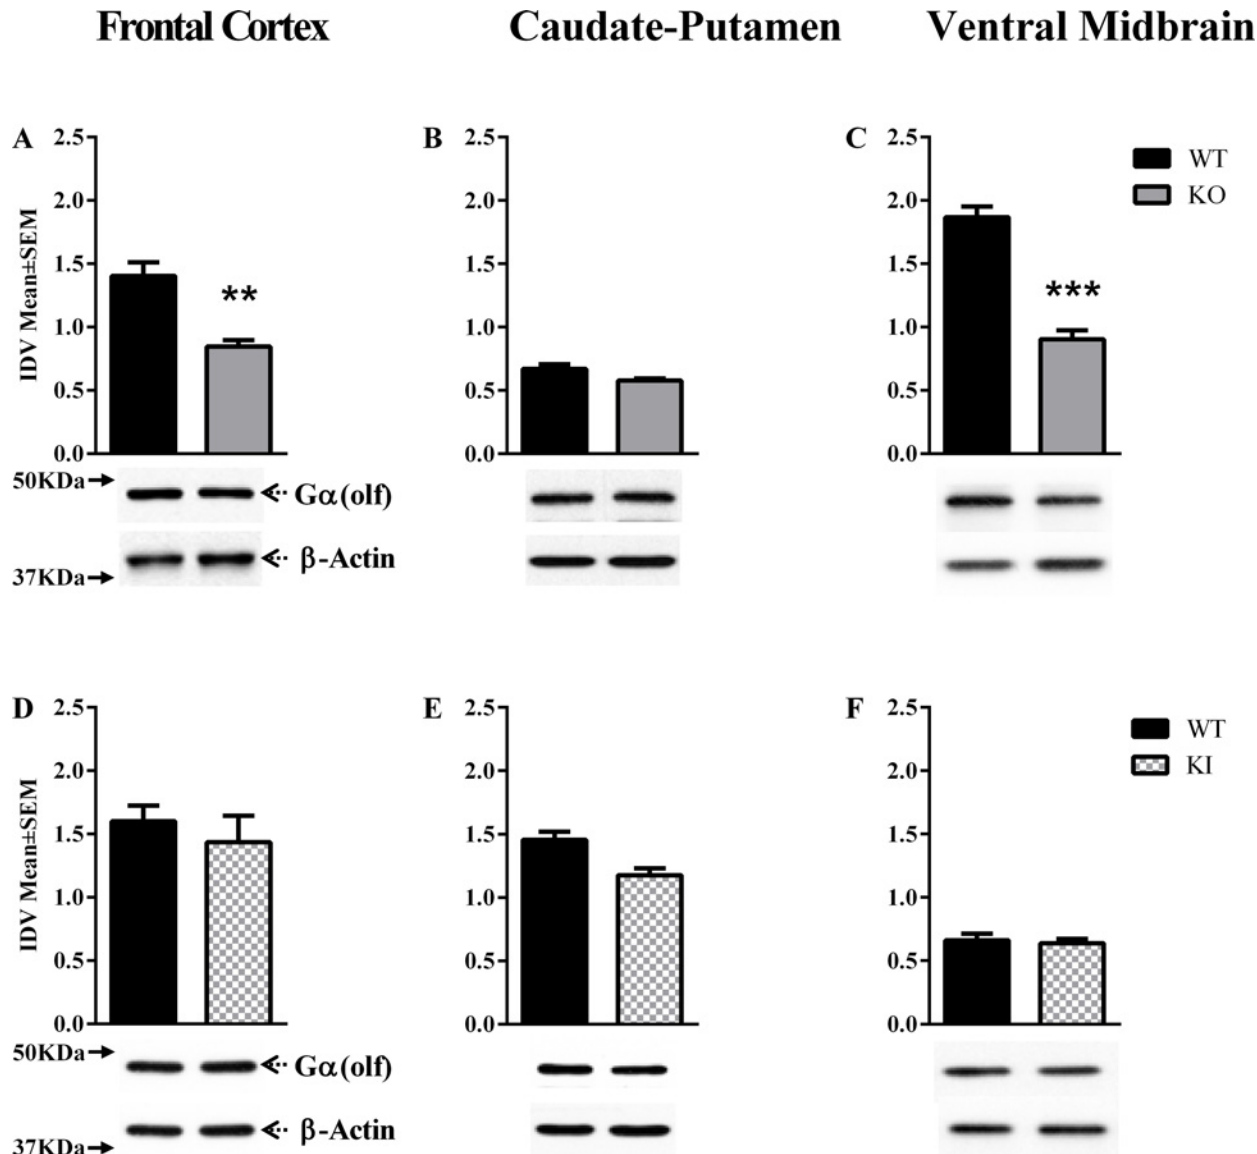 Frontal Cortex
Caudate-Putamen
Ventral Midbrain
A
2.5
2.0
1.5
1.0
0.5
0.0
IDV Mean±SEM
**
B
2.5
2.0
1.5
1.0
0.5
0.0
C
2.5
2.0
1.5
1.0
0.5
0.0
***
WT
KO
50KDa
Gα(olf)
β-Actin
37KDa
D
2.5
2.0
1.5
1.0
0.5
0.0
IDV Mean±SEM
E
2.5
2.0
1.5
1.0
0.5
0.0
F
2.5
2.0
1.5
1.0
0.5
0.0
WT
KI
50KDa
Gα(olf)
β-Actin
37KDa